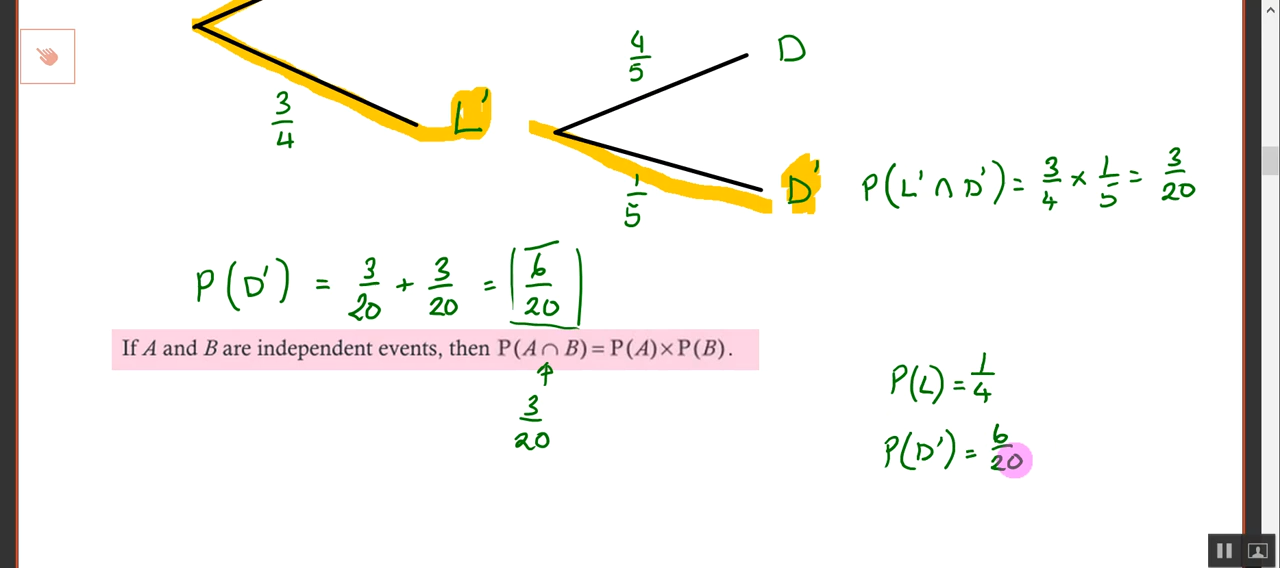 4/5 D
3/4 L′
1/5 D′ P(L′ ∩ D′) = 3/4 × 1/5 = 3/20
P(D′) = 3/20 + 3/20 = 6/20
If A and B are independent events, then P(A ∩ B) = P(A) × P(B).
3/20
P(L) = 1/4
P(D′) = 6/20